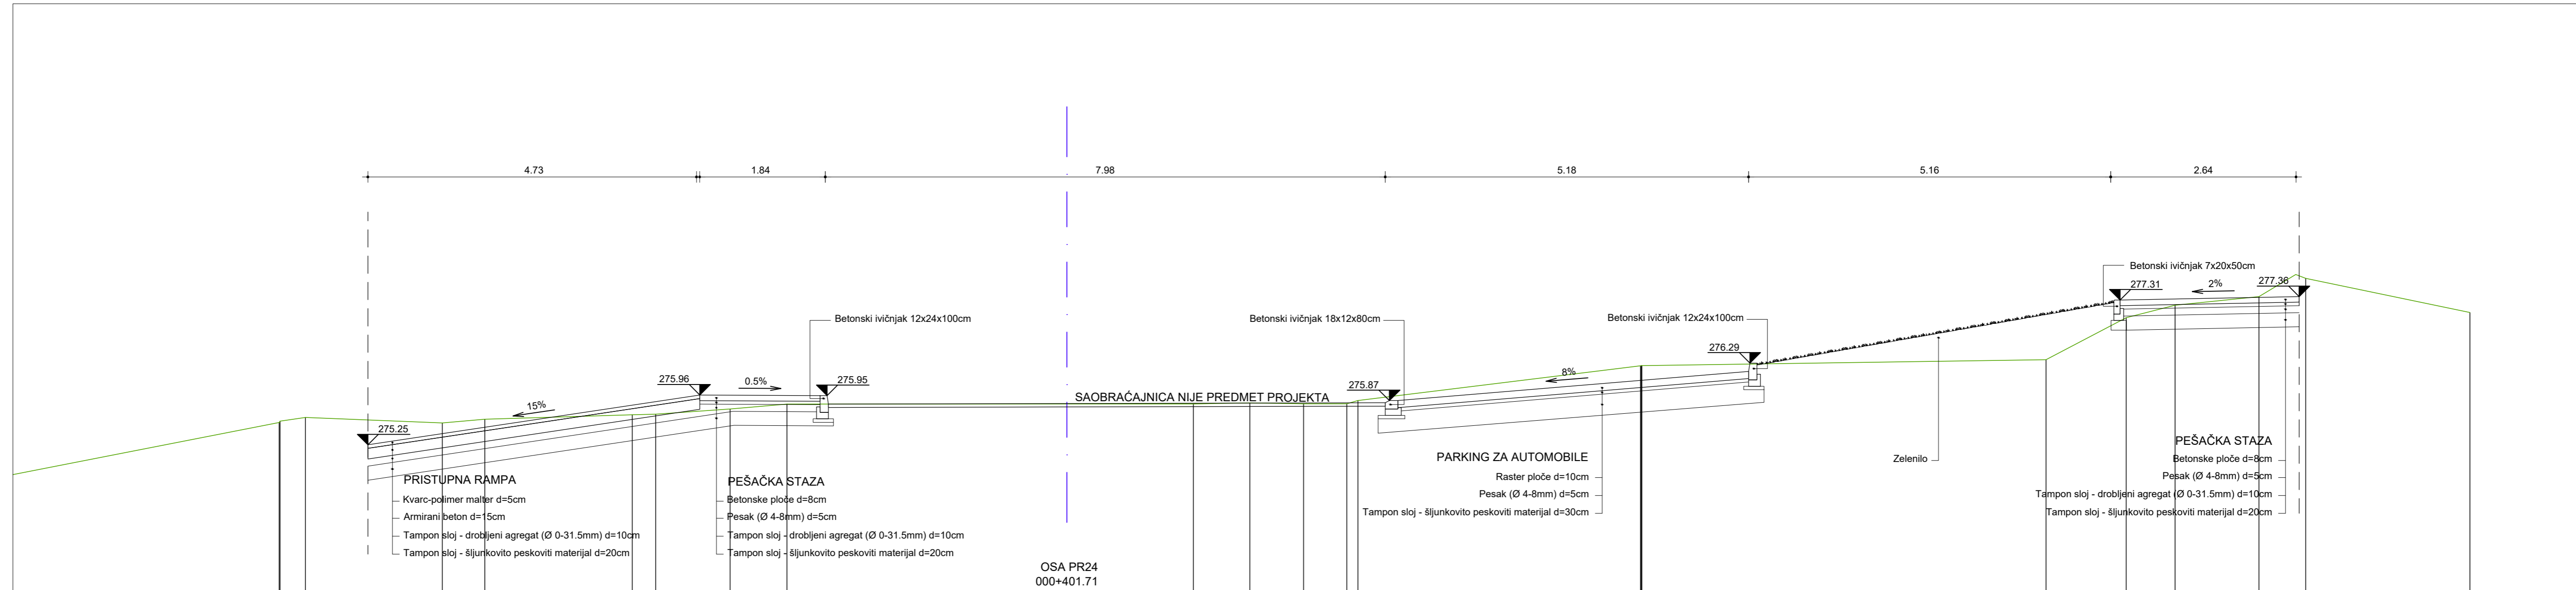 4.73
1.84
7.98
5.18
5.16
2.64
Betonski ivičnjak 7x20x50cm
277.31
2%
277.36
Betonski ivičnjak 12x24x100cm
Betonski ivičnjak 18x12x80cm
Betonski ivičnjak 12x24x100cm
276.29
8%
275.96
0.5%
275.95
275.87
SAOBRAĆAJNICA NIJE PREDMET PROJEKTA
15%
275.25
PRISTUPNA RAMPA
Kvarc-polimer malter d=5cm
Armirani beton d=15cm
Tampon sloj - drobljeni agregat (Ø 0-31.5mm) d=10cm
Tampon sloj - šljunkovito peskoviti materijal d=20cm
PEŠAČKA STAZA
Betonske ploče d=8cm
Pesak (Ø 4-8mm) d=5cm
Tampon sloj - drobljeni agregat (Ø 0-31.5mm) d=10cm
Tampon sloj - šljunkovito peskoviti materijal d=20cm
OSA PR24
000+401.71
PARKING ZA AUTOMOBILE
Raster ploče d=10cm
Pesak (Ø 4-8mm) d=5cm
Tampon sloj - šljunkovito peskoviti materijal d=30cm
Zelenilo
PEŠAČKA STAZA
Betonske ploče d=8cm
Pesak (Ø 4-8mm) d=5cm
Tampon sloj - drobljeni agregat (Ø 0-31.5mm) d=10cm
Tampon sloj - šljunkovito peskoviti materijal d=20cm